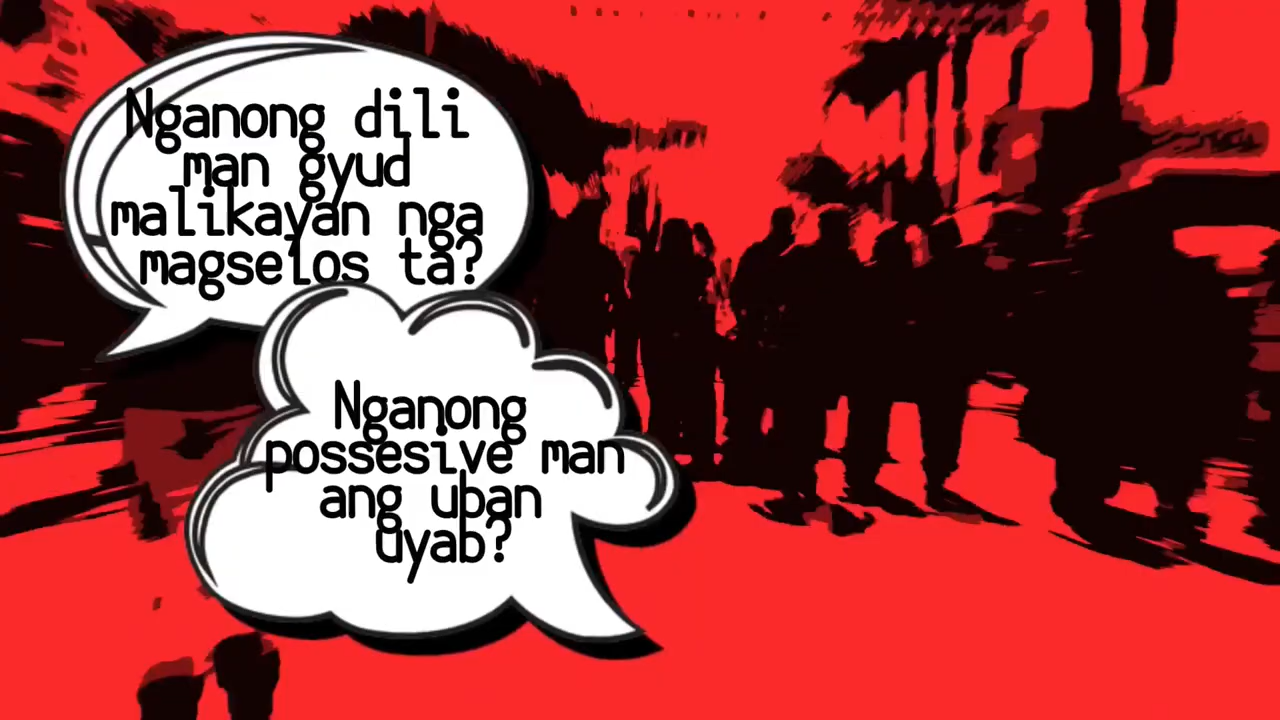 Nganong dili
man gyud
malikayan nga
magselos ta?
Nganong
possesive man
ang uban
uyab?